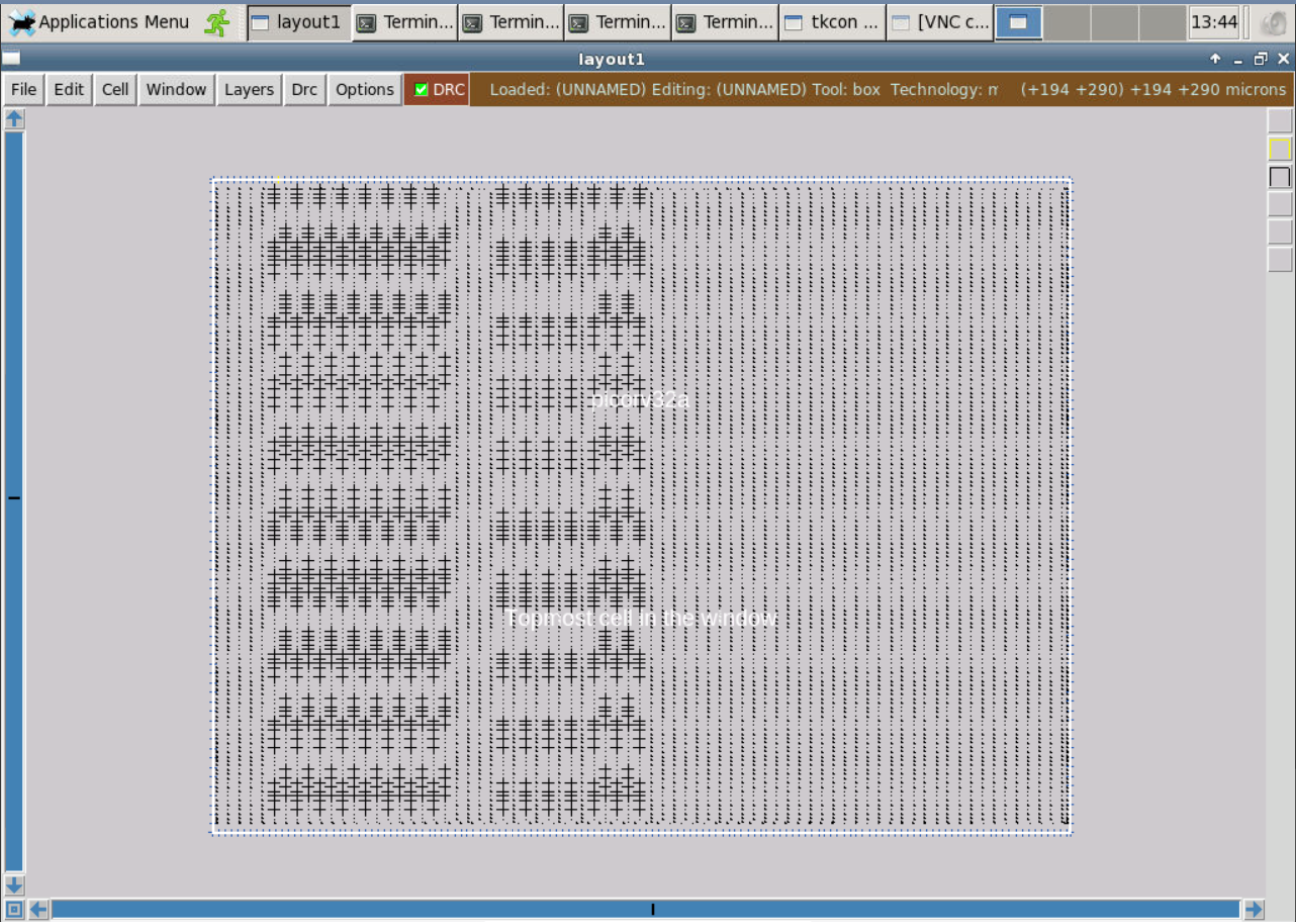 Applications Menu layout1 Termin... Termin... Termin... Termin... tkcon ... [VNC c... 13:44
layout1
File Edit Cell Window Layers Drc Options DRC Loaded: (UNNAMED) Editing: (UNNAMED) Tool: box Technology: (+194 +290) +194 +290 microns
picorv32a
Topmost cell in the window